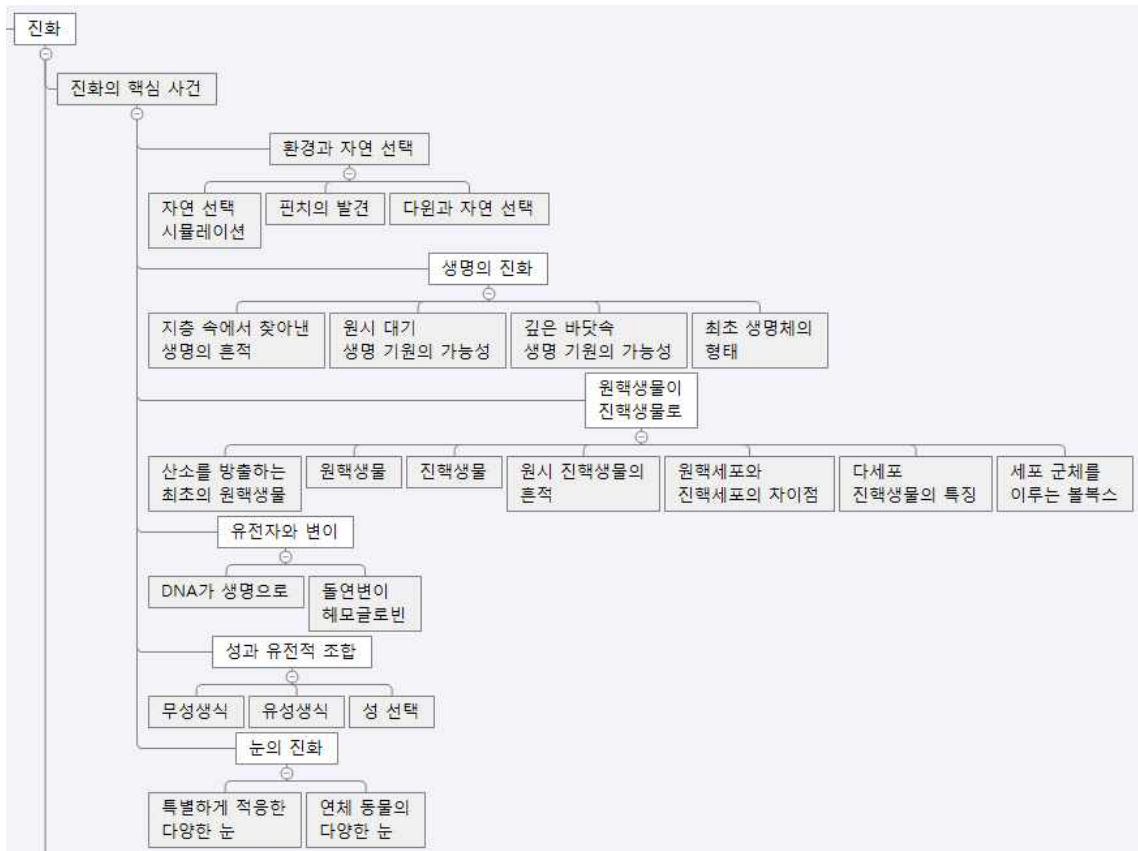 진화
진화의 핵심 사건
환경과 자연 선택
자연 선택
시뮬레이션
핀치의 발견
다윈과 자연 선택
생명의 진화
지층 속에서 찾아낸
생명의 흔적
원시 대기
생명 기원의 가능성
깊은 바닷속
생명 기원의 가능성
최초 생명체의
형태
원핵생물이
진핵생물로
산소를 방출하는
최초의 원핵생물
원핵생물
진핵생물
원시 진핵생물의
흔적
원핵세포와
진핵세포의 차이점
다세포
진핵생물의 특징
세포 군체를
이루는 볼복스
유전자와 변이
DNA가 생명으로
돌연변이
헤모글로빈
성과 유전적 조합
무성생식
유성생식
성 선택
눈의 진화
특별하게 적응한
다양한 눈
연체 동물의
다양한 눈